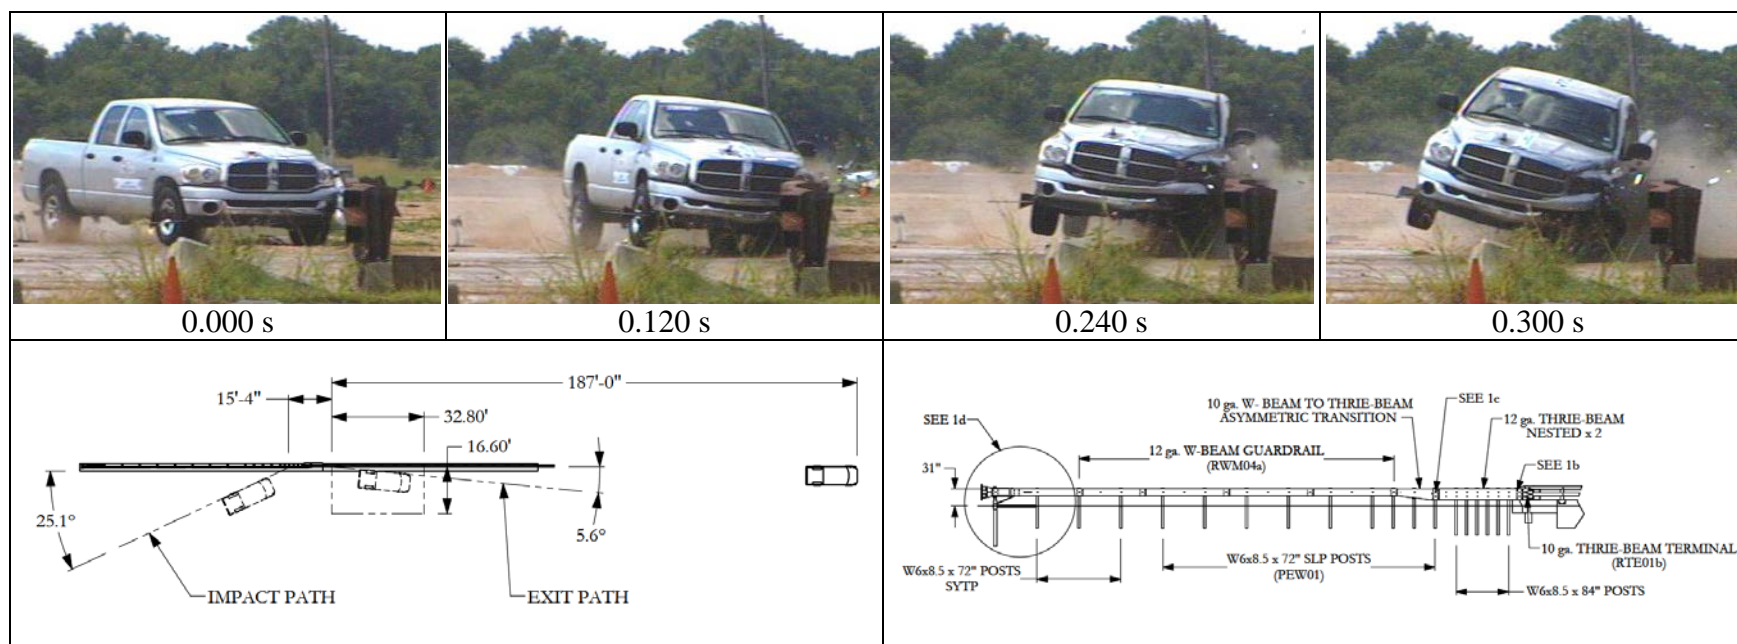 0.000 s
0.120 s
0.240 s
0.300 s
187'-0"
15'-4"
32.80'
16.60'
25.1°
5.6°
IMPACT PATH
EXIT PATH
10 ga. W- BEAM TO THRIE-BEAM
ASYMMETRIC TRANSITION
SEE 1c
SEE 1d
12 ga. THRIE-BEAM
NESTED x 2
12 ga. W-BEAM GUARDRAIL
(RWM04a)
SEE 1b
31"
10 ga. THRIE-BEAM TERMINAL
(RTE01b)
W6x8.5 x 72" POSTS
SYTP
W6x8.5 x 72" SLP POSTS
(PEW01)
W6x8.5 x 84" POSTS